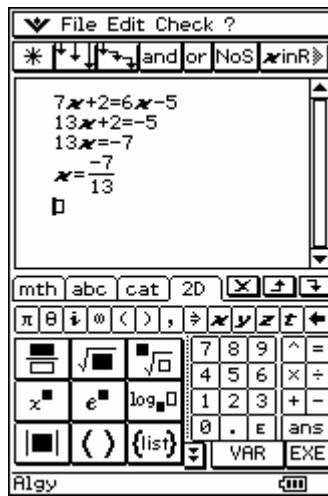 File Edit Check ?
and or NoS xinR
7x+2=6x-5
13x+2=-5
13x=-7
x=-7/13
mth abc cat 2D
π θ i ∞ ( ) , ⇒ x y z t ←
7 8 9 ^ =
4 5 6 × ÷
x■ e■ log■□ 1 2 3 + -
0 . E ans
|■| ( ) {list} VAR EXE
Algy